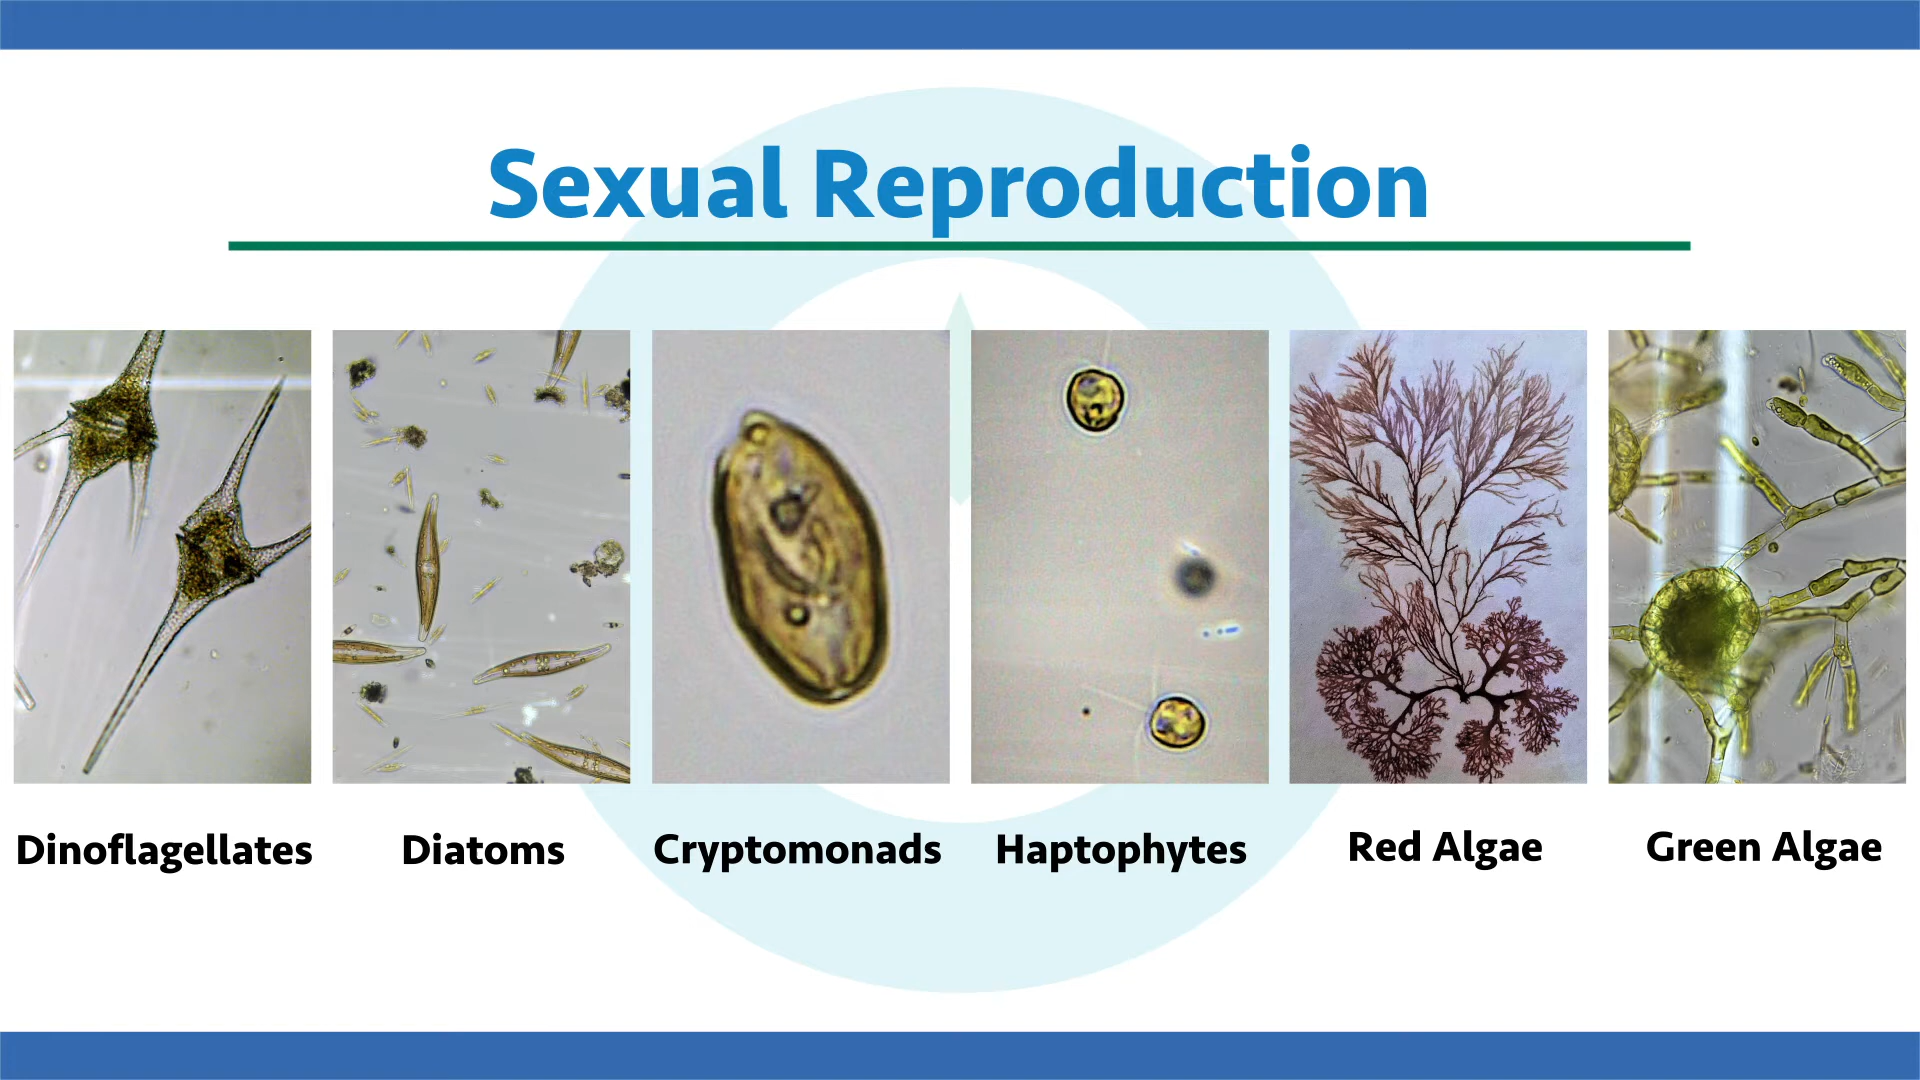 Sexual Reproduction
Dinoflagellates
Diatoms
Cryptomonads
Haptophytes
Red Algae
Green Algae